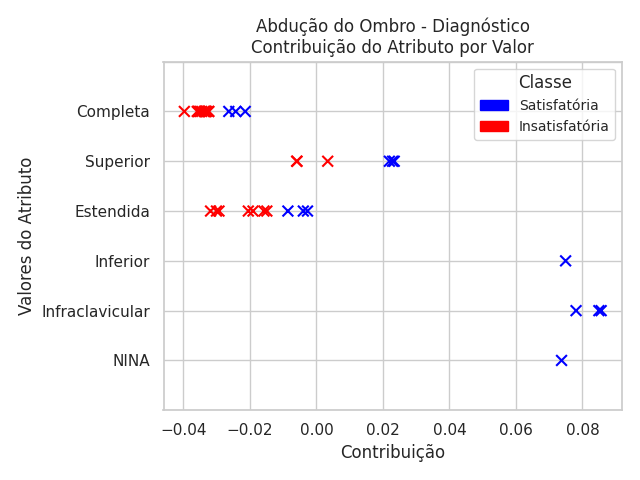 Abdução do Ombro - Diagnóstico
Contribuição do Atributo por Valor
Classe
Satisfatória
Insatisfatória
Valores do Atributo
Completa
Superior
Estendida
Inferior
Infraclavicular
NINA
−0.04 −0.02 0.00 0.02 0.04 0.06 0.08
Contribuição